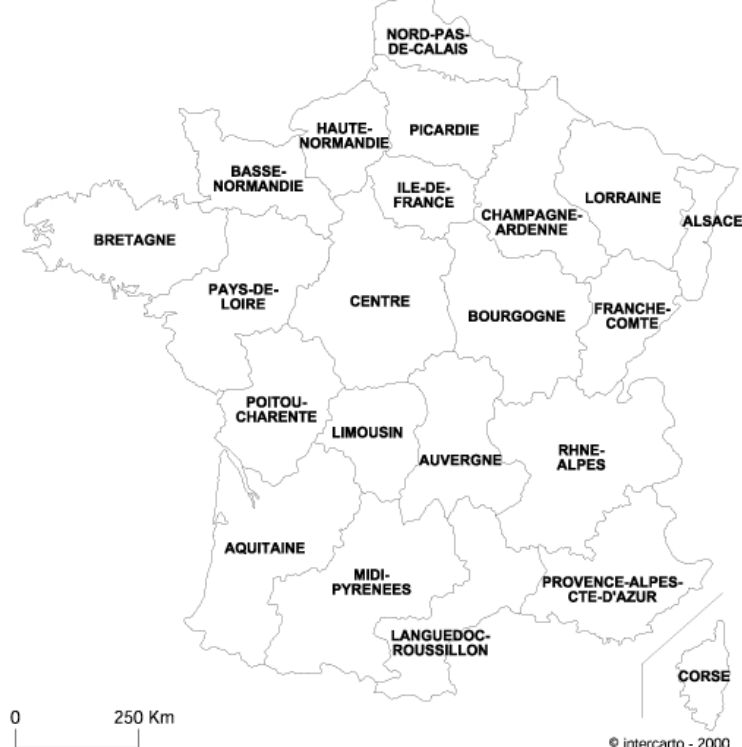 NORD-PAS-
DE-CALAIS
HAUTE-
NORMANDIE
PICARDIE
BASSE-
NORMANDIE
ILE-DE-
FRANCE
CHAMPAGNE-
ARDENNE
LORRAINE
ALSACE
BRETAGNE
PAYS-DE-
LOIRE
CENTRE
BOURGOGNE
FRANCHE-
COMTE
POITOU-
CHARENTE
LIMOUSIN
AUVERGNE
RHNE-
ALPES
AQUITAINE
MIDI-
PYRENEES
PROVENCE-ALPES-
CTE-D'AZUR
LANGUEDOC-
ROUSSILLON
CORSE
0 250 Km
© intercarto - 2000